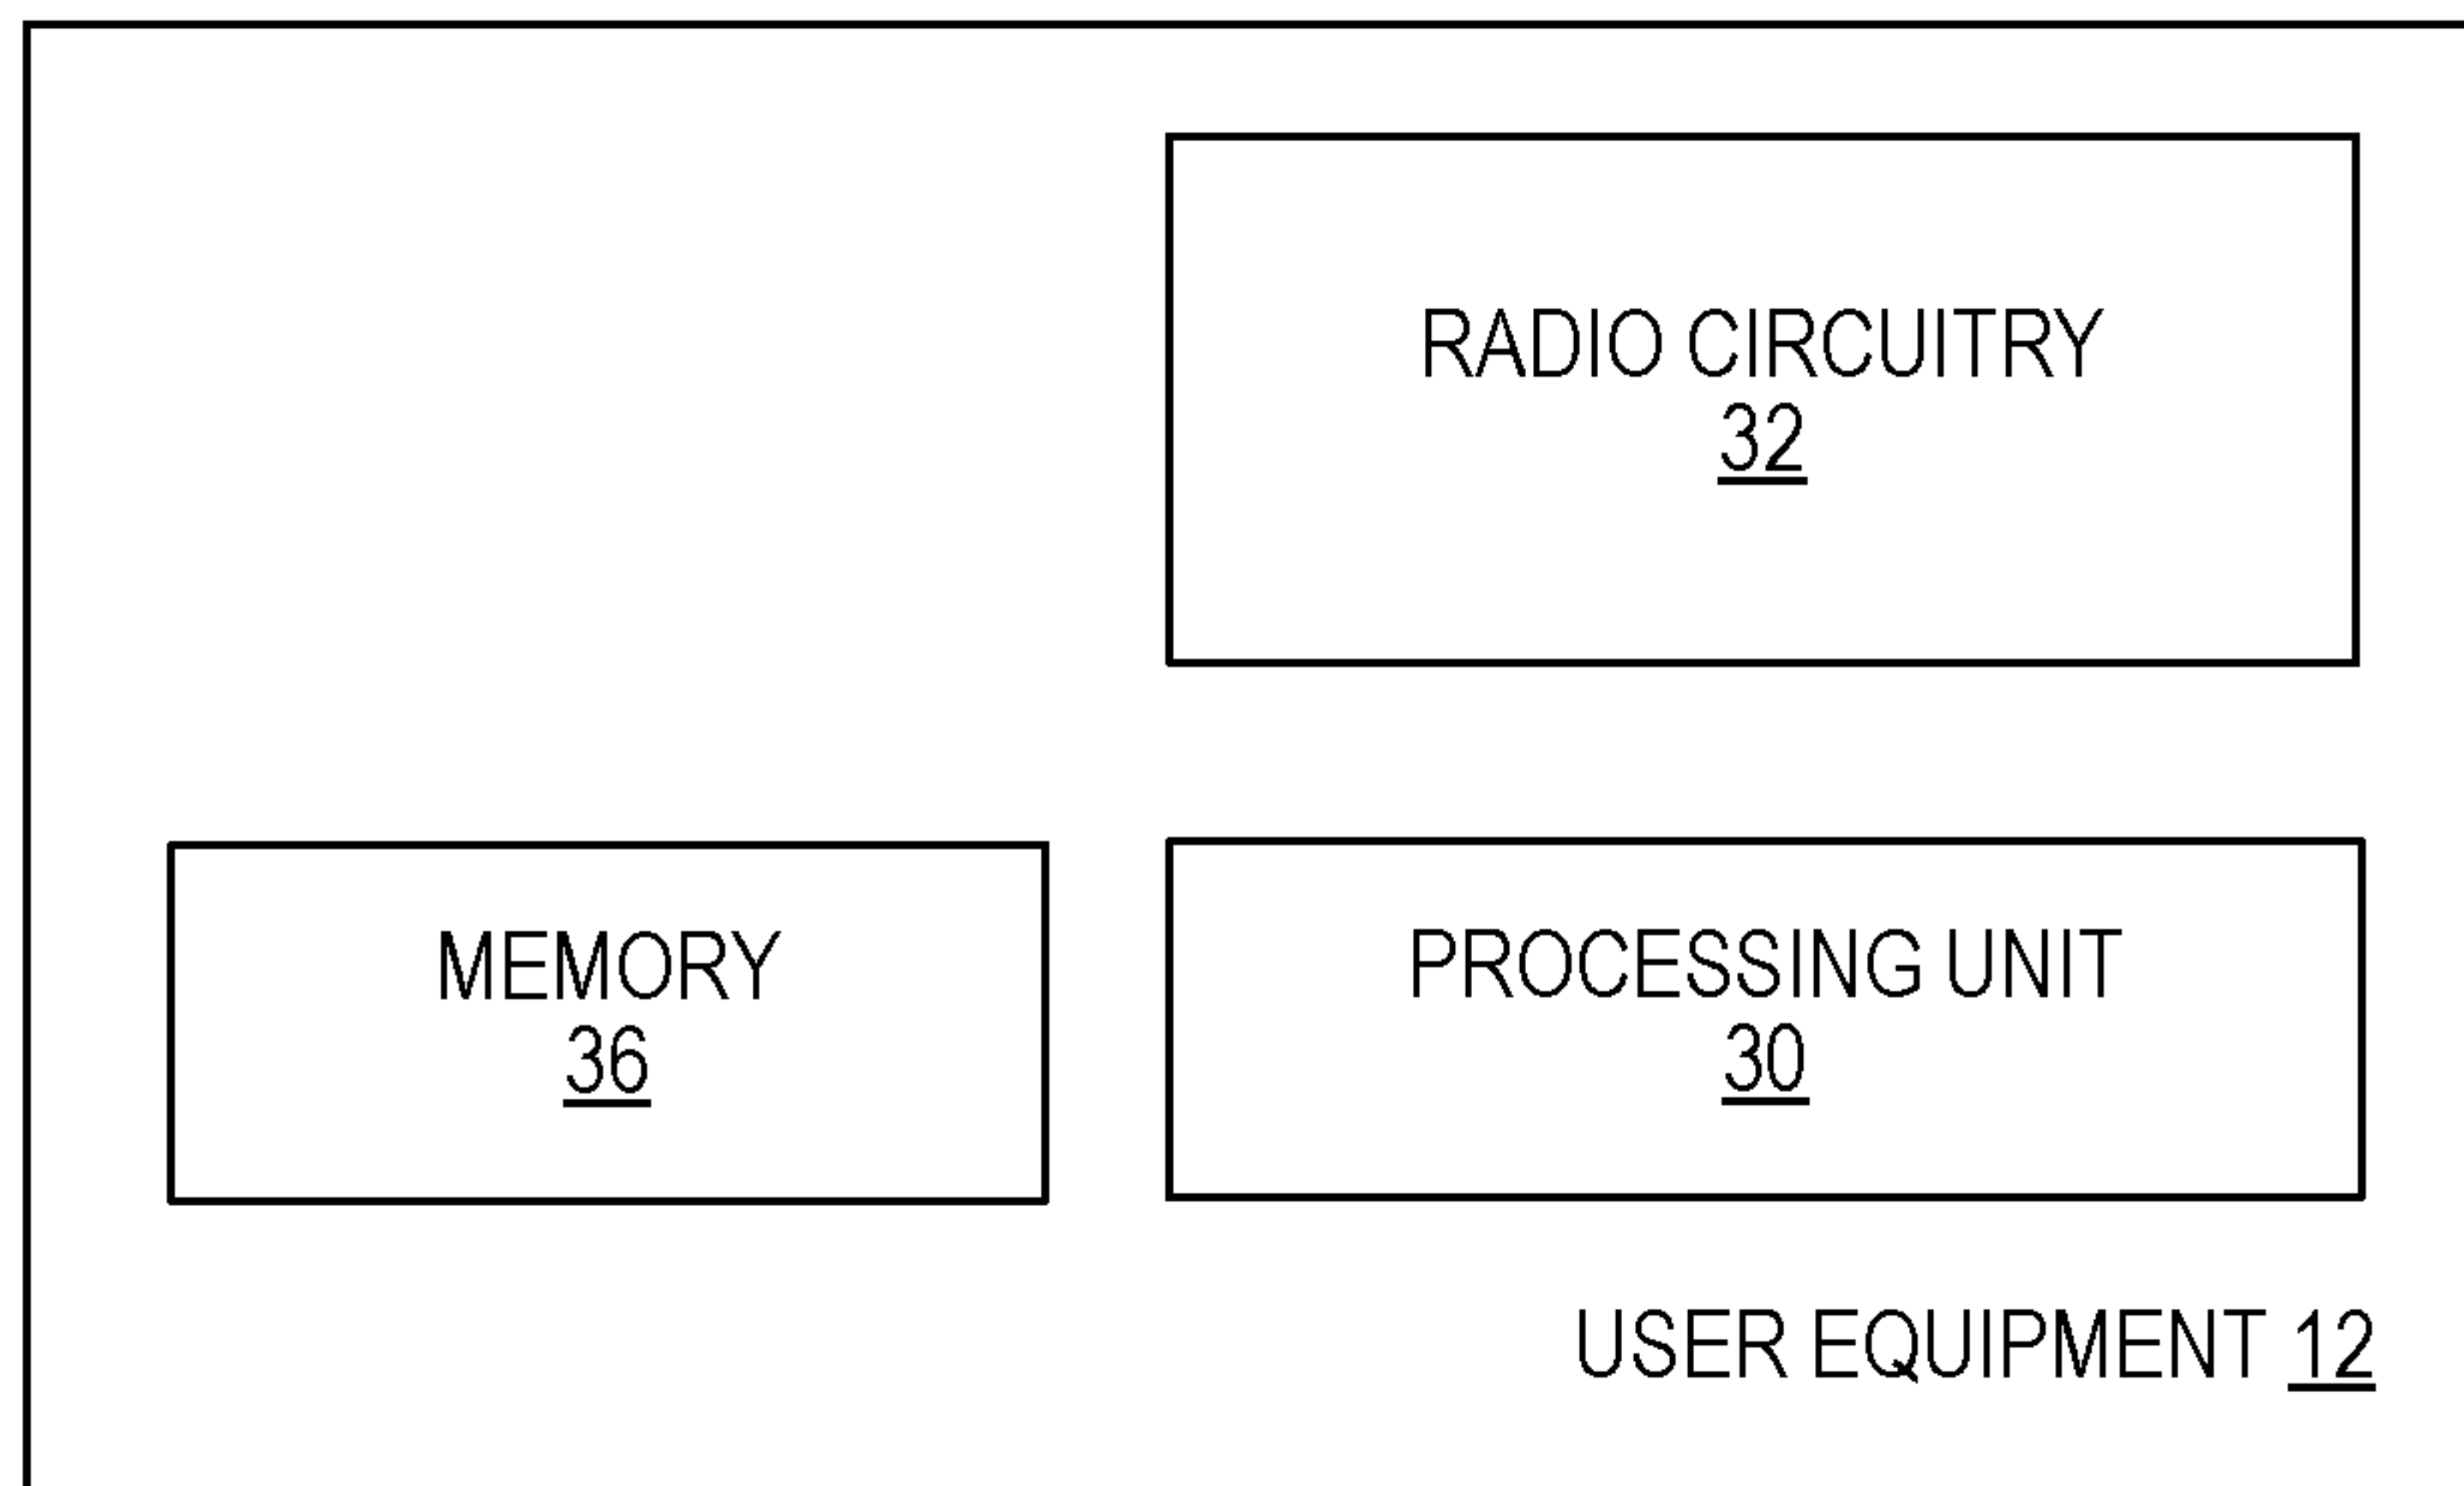 RADIO CIRCUITRY
32
MEMORY
36
PROCESSING UNIT
30
USER EQUIPMENT 12